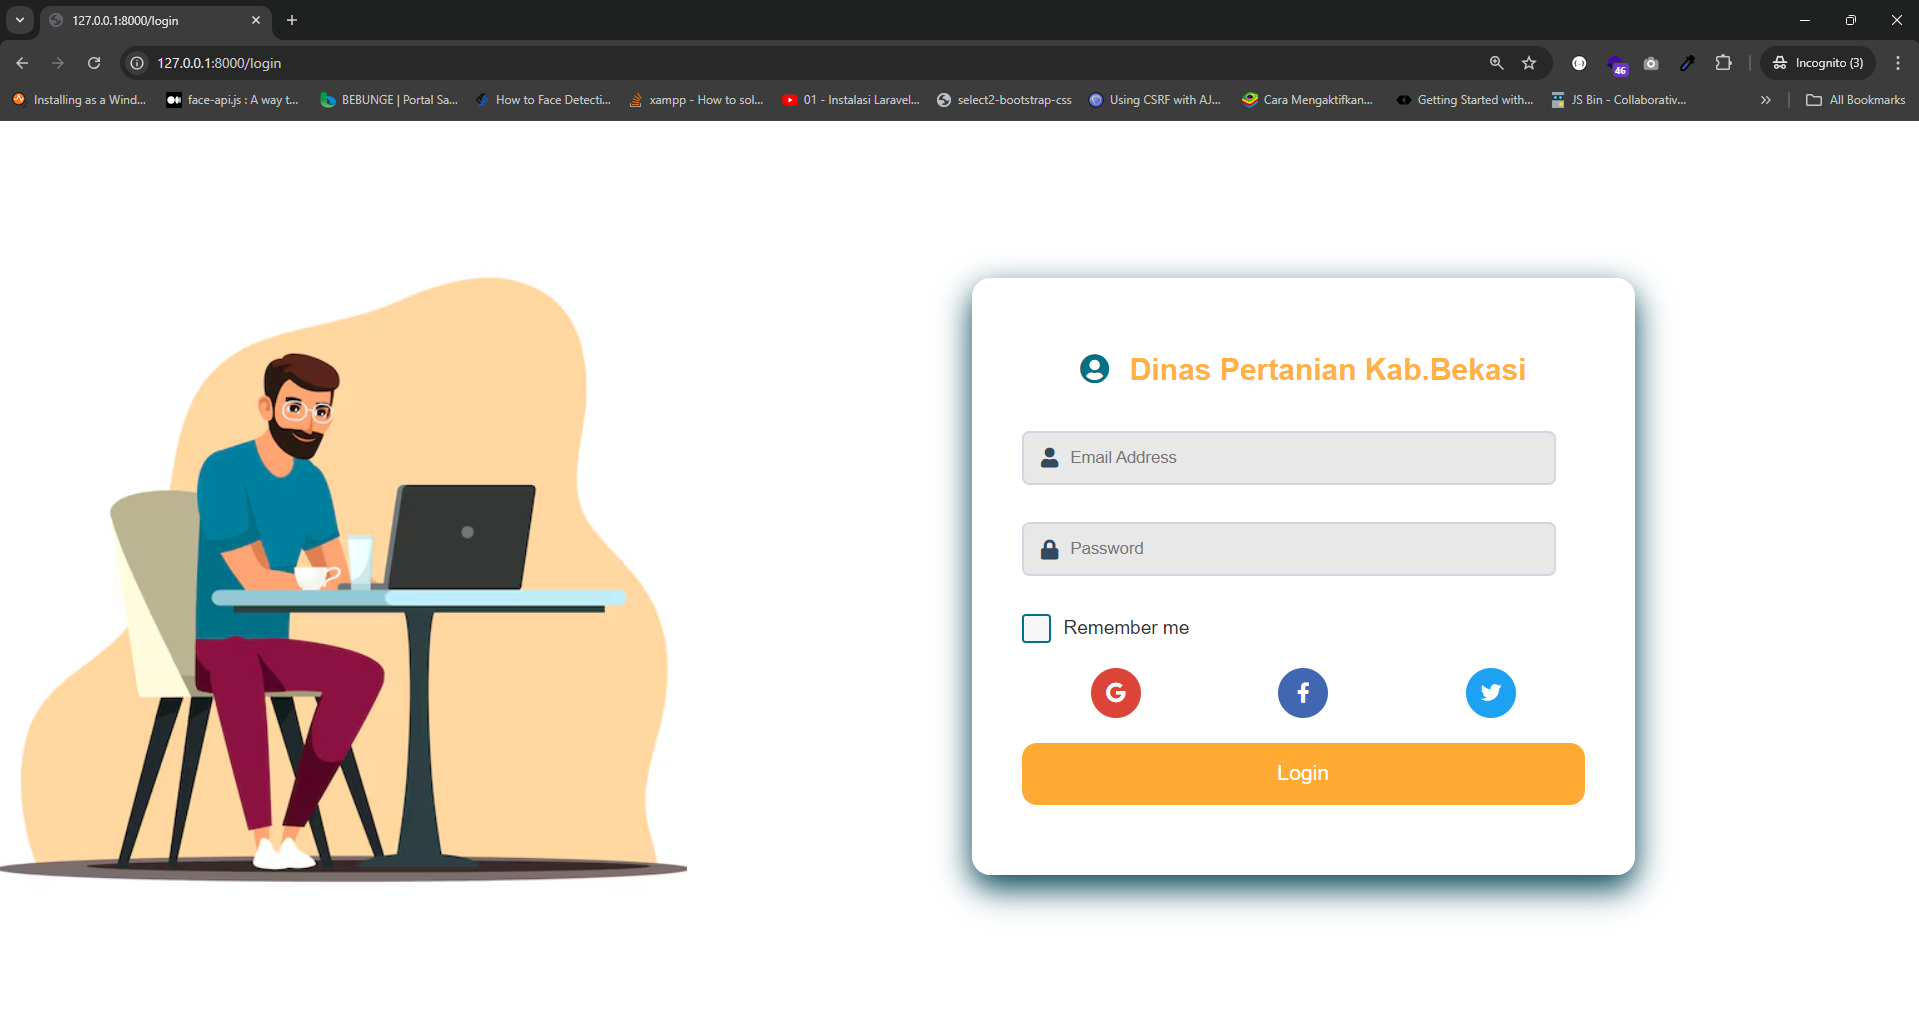 127.0.0.1:8000/login
127.0.0.1:8000/login
Incognito (3)
46
Installing as a Wind...
face-api.js : A way t...
BEBUNGE | Portal Sa...
How to Face Detecti...
xampp - How to sol...
01 - Instalasi Laravel...
select2-bootstrap-css
Using CSRF with AJ...
Cara Mengaktifkan...
Getting Started with...
JS Bin - Collaborativ...
All Bookmarks
Dinas Pertanian Kab.Bekasi
Email Address
Password
Remember me
Login